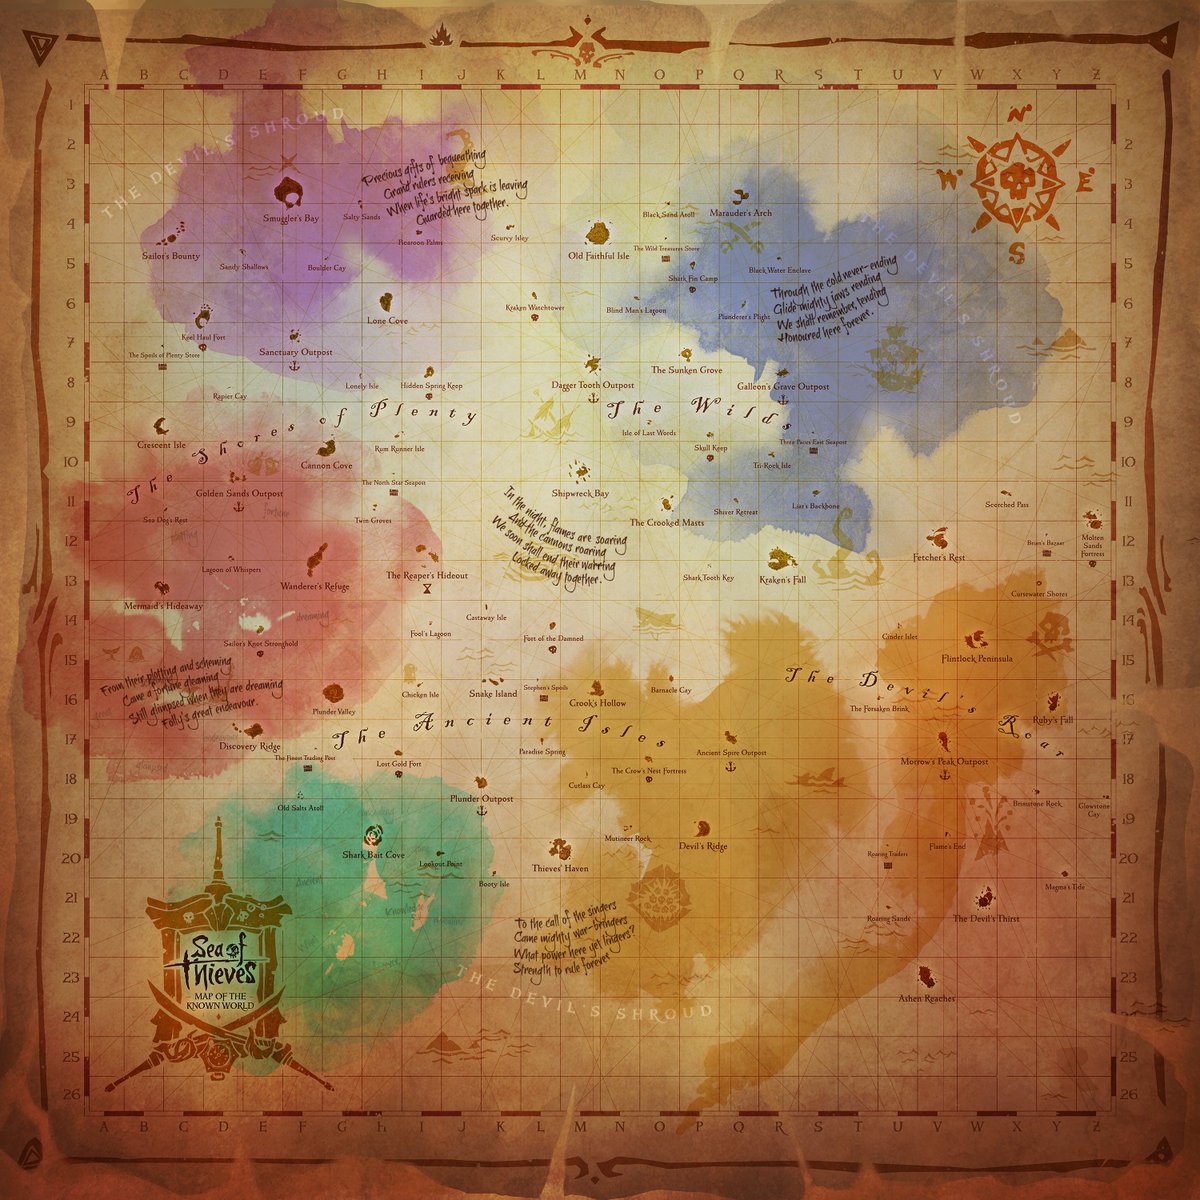 A B C D E F G H I J K L M N O P Q R S T U V W X Y Z
1
2
3
4
5
6
7
8
9
10
11
12
13
14
15
16
17
18
19
20
21
22
23
24
25
26
THE DEVIL'S SHROUD
N
W E
S
Precious gifts of bequeathing
Grand rulers receiving
When life's bright spark is leaving
Guarded here together.
Smuggler's Bay
Salty Sands
Black Sand Atoll
Marauder's Arch
Picaroon Palms
Scurvy Isley
Old Faithful Isle
The Wild Treasures Store
Sailor's Bounty
Sandy Shallows
Boulder Cay
Shark Fin Camp
Black Water Enclave
THE DEVIL'S SHROUD
Through the cold never-ending
Glide mighty jaws rending
We shall remember, tending
Honoured here forever.
Lone Cove
Kraken Watchtower
Blind Man's Lagoon
Plunderer's Plight
Keel Haul Fort
The Spoils of Plenty Store
Sanctuary Outpost
The Sunken Grove
Lonely Isle
Hidden Spring Keep
Dagger Tooth Outpost
Galleon's Grave Outpost
Rapier Cay
The Shores of Plenty
The Wilds
Crescent Isle
Isle of Last Words
Cannon Cove
Rum Runner Isle
Skull Keep
Three Paces East Seapost
Tri-Rock Isle
Golden Sands Outpost
The North Star Seapost
Shipwreck Bay
fortune
Sea Dog's Rest
Twin Groves
The Crooked Masts
Shiver Retreat
Liar's Backbone
Scorched Pass
plotting
In the night, flames are soaring
And the cannons roaring
We soon shall end their warring
Locked away together.
Fetcher's Rest
Brian's Bazaar
Molten
Sands
Fortress
Lagoon of Whispers
Wanderer's Refuge
The Reaper's Hideout
Shark Tooth Key
Kraken's Fall
Cursewater Shores
Mermaid's Hideaway
dreaming
Castaway Isle
Fool's Lagoon
Fort of the Damned
Sailor's Knot Stronghold
Cinder Islet
Flintlock Peninsula
From their plotting and scheming
Came a fortune gleaming
Still glimpsed when they are dreaming
Folly's great endeavour.
Chicken Isle
Snake Island
Stephen's Spoils
Barnacle Cay
Crook's Hollow
The Devil's Roar
Plunder Valley
The Forsaken Brink
Ruby's Fall
The Ancient Isles
Discovery Ridge
The Finest Trading Post
Lost Gold Fort
Paradise Spring
Ancient Spire Outpost
The Crow's Nest Fortress
Morrow's Peak Outpost
gleaming
Cutlass Cay
Plunder Outpost
Old Salts Atoll
Brimstone Rock
Glowstone
Cay
Mutineer Rock
Devil's Ridge
Flame's End
Shark Bait Cove
Lookout Point
Thieves' Haven
Roaring Traders
Ancient
Booty Isle
Magma's Tide
To the call of the singers
Came mighty war-bringers
What power here yet lingers?
Strength to rule forever
Roaring Sands
The Devil's Thirst
Sea of
Thieves
MAP OF THE
KNOWN WORLD
Ashen Reaches
THE DEVIL'S SHROUD
A B C D E F G H I J K L M N O P Q R S T U V W X Y Z